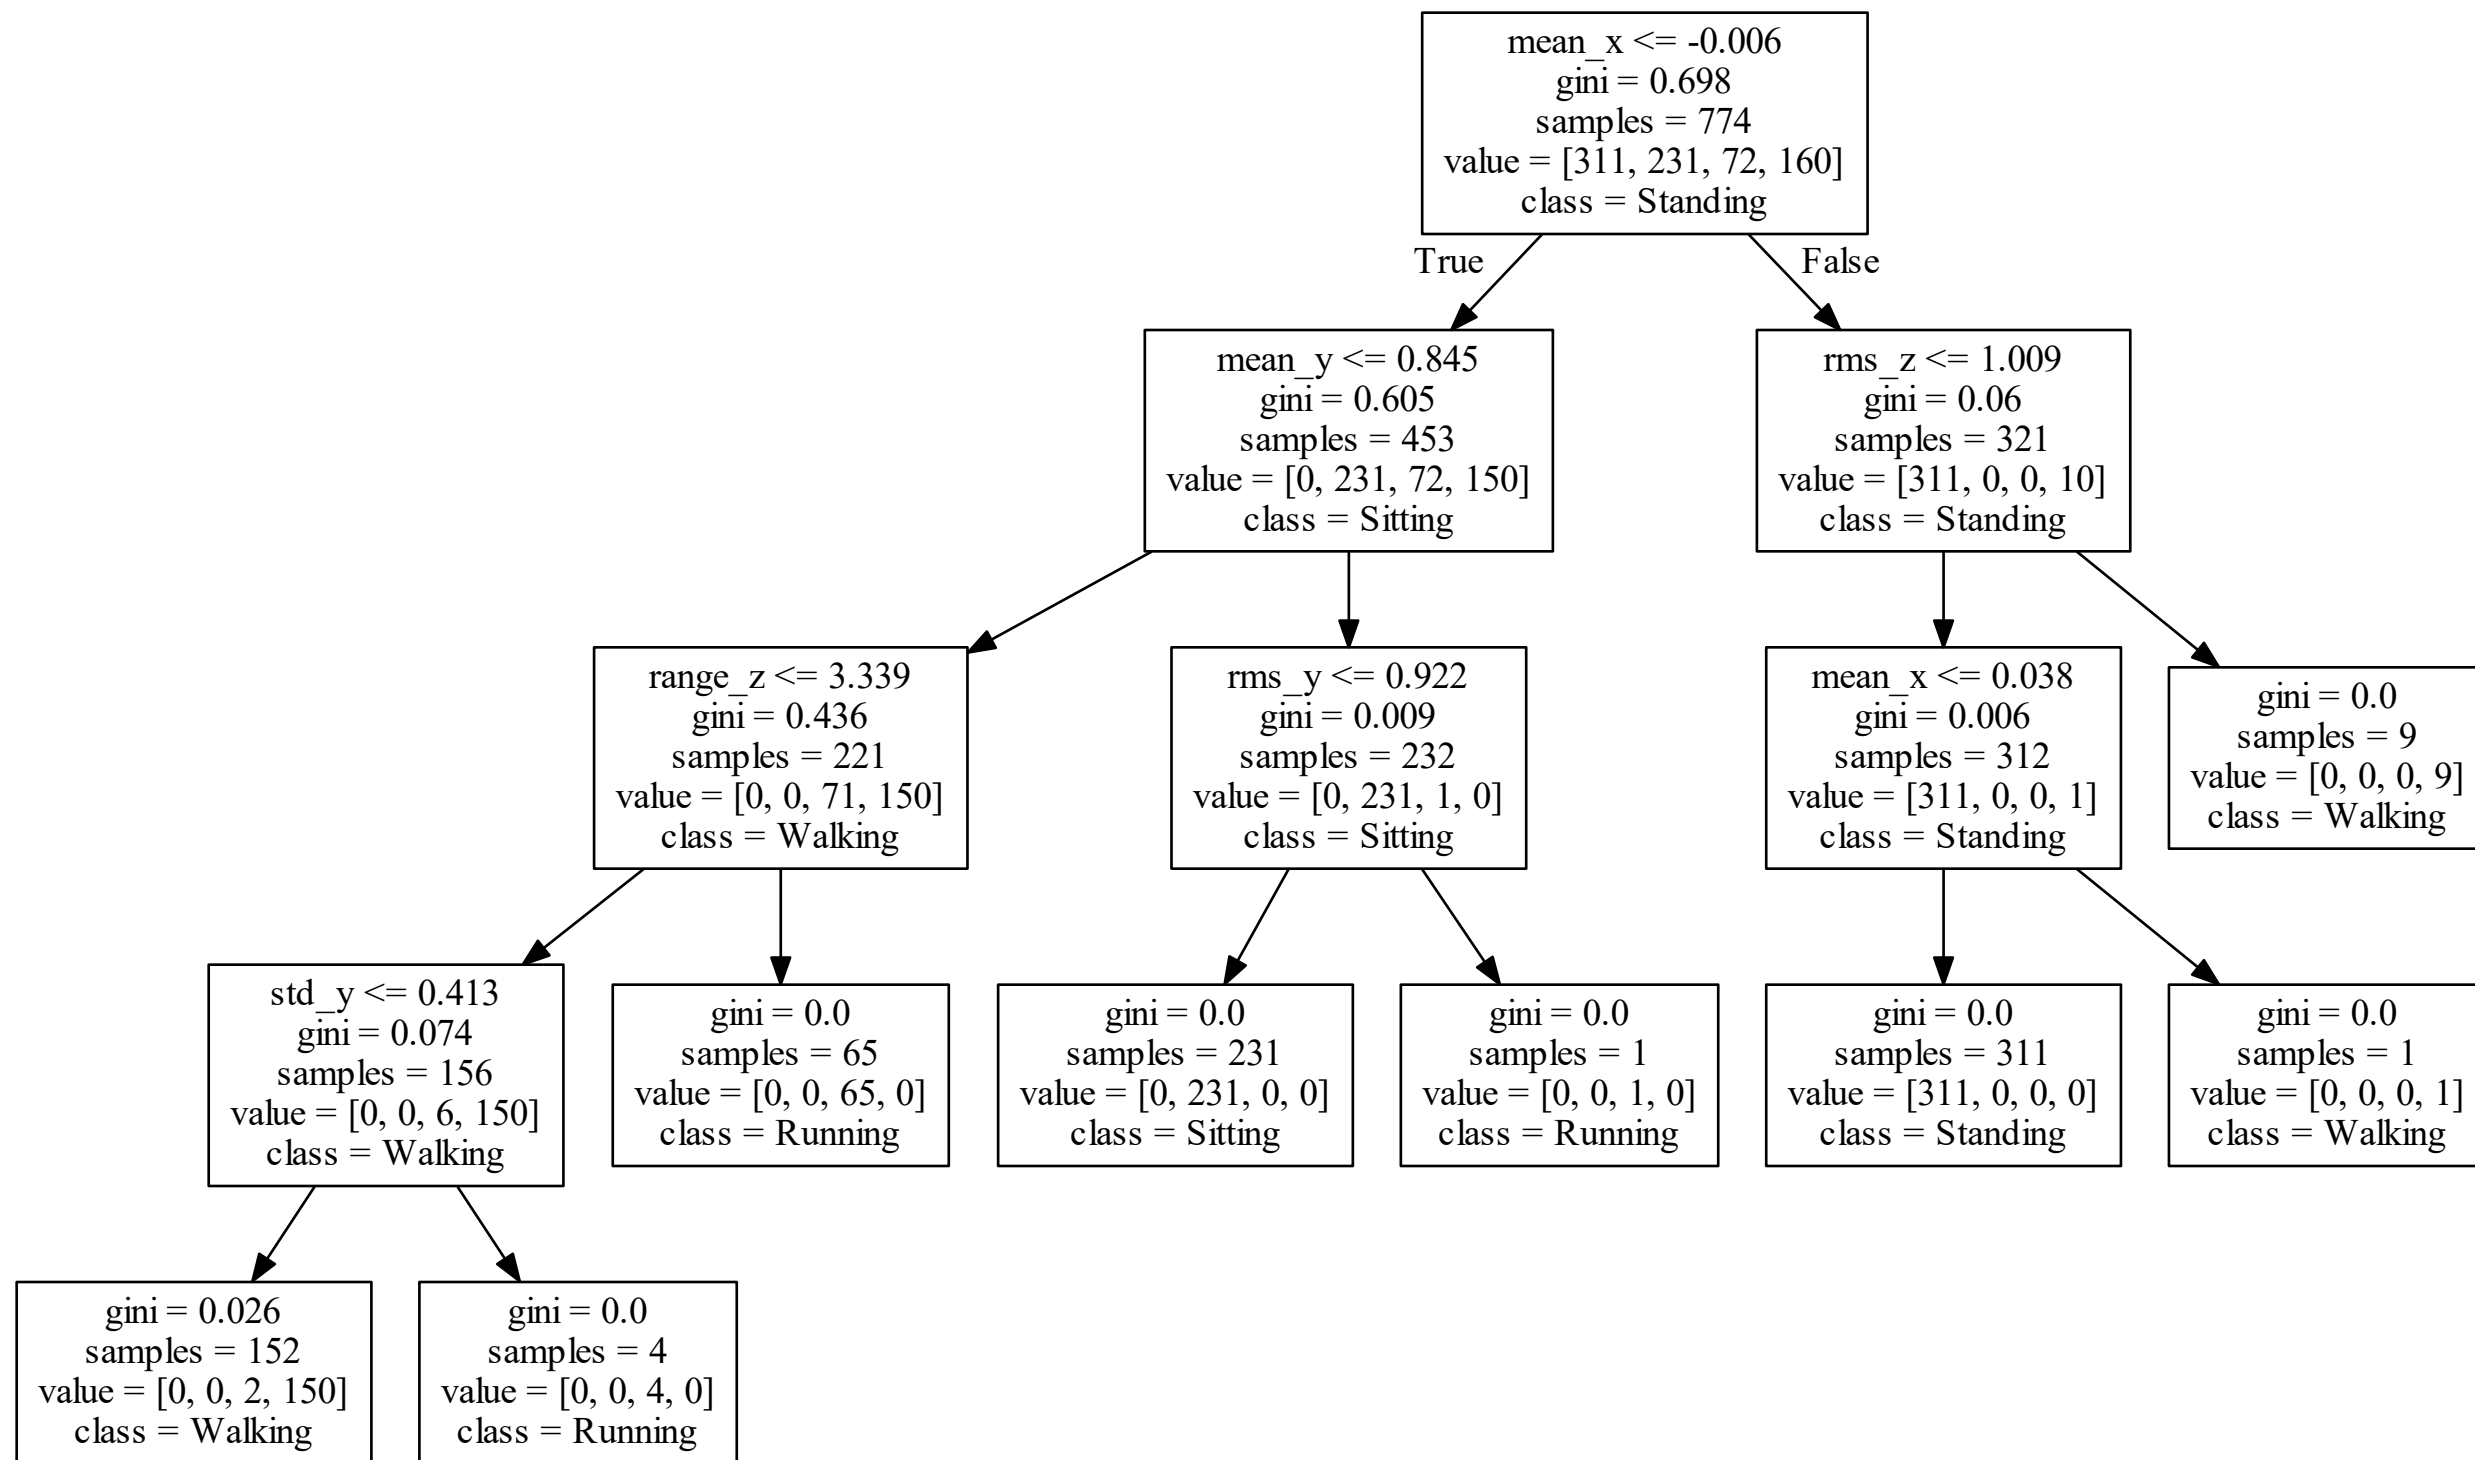 mean_x <= -0.006
gini = 0.698
samples = 774
value = [311, 231, 72, 160]
class = Standing
True
False
mean_y <= 0.845
gini = 0.605
samples = 453
value = [0, 231, 72, 150]
class = Sitting
rms_z <= 1.009
gini = 0.06
samples = 321
value = [311, 0, 0, 10]
class = Standing
range_z <= 3.339
gini = 0.436
samples = 221
value = [0, 0, 71, 150]
class = Walking
rms_y <= 0.922
gini = 0.009
samples = 232
value = [0, 231, 1, 0]
class = Sitting
mean_x <= 0.038
gini = 0.006
samples = 312
value = [311, 0, 0, 1]
class = Standing
gini = 0.0
samples = 9
value = [0, 0, 0, 9]
class = Walking
std_y <= 0.413
gini = 0.074
samples = 156
value = [0, 0, 6, 150]
class = Walking
gini = 0.0
samples = 65
value = [0, 0, 65, 0]
class = Running
gini = 0.0
samples = 231
value = [0, 231, 0, 0]
class = Sitting
gini = 0.0
samples = 1
value = [0, 0, 1, 0]
class = Running
gini = 0.0
samples = 311
value = [311, 0, 0, 0]
class = Standing
gini = 0.0
samples = 1
value = [0, 0, 0, 1]
class = Walking
gini = 0.026
samples = 152
value = [0, 0, 2, 150]
class = Walking
gini = 0.0
samples = 4
value = [0, 0, 4, 0]
class = Running